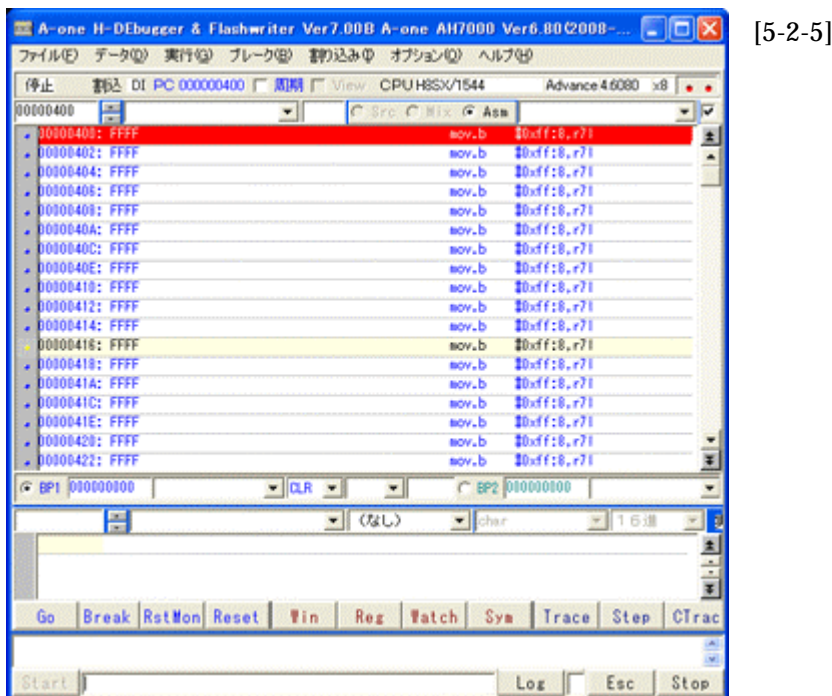 A-one H-DEbugger & Flashwriter Ver7.00B A-one AH7000 Ver6.80(2008-...
[5-2-5]
ファイル(F) データ(D) 実行(G) ブレーク(B) 割り込み(I) オプション(O) ヘルプ(H)
停止 割込 DI PC 000000400 周期 View CPU H8SX/1544 Advance 4.6080 x8
00000400 Src Mix Asm
00000400: FFFF mov.b #0xff:8,r7l
00000402: FFFF mov.b #0xff:8,r7l
00000404: FFFF mov.b #0xff:8,r7l
00000406: FFFF mov.b #0xff:8,r7l
00000408: FFFF mov.b #0xff:8,r7l
0000040A: FFFF mov.b #0xff:8,r7l
0000040C: FFFF mov.b #0xff:8,r7l
0000040E: FFFF mov.b #0xff:8,r7l
00000410: FFFF mov.b #0xff:8,r7l
00000412: FFFF mov.b #0xff:8,r7l
00000414: FFFF mov.b #0xff:8,r7l
00000416: FFFF mov.b #0xff:8,r7l
00000418: FFFF mov.b #0xff:8,r7l
0000041A: FFFF mov.b #0xff:8,r7l
0000041C: FFFF mov.b #0xff:8,r7l
0000041E: FFFF mov.b #0xff:8,r7l
00000420: FFFF mov.b #0xff:8,r7l
00000422: FFFF mov.b #0xff:8,r7l
BP1 000000000 CLR BP2 000000000
(なし) char 16進
Go Break RstMon Reset Win Reg Watch Sym Trace Step CTrac
Start Log Esc Stop